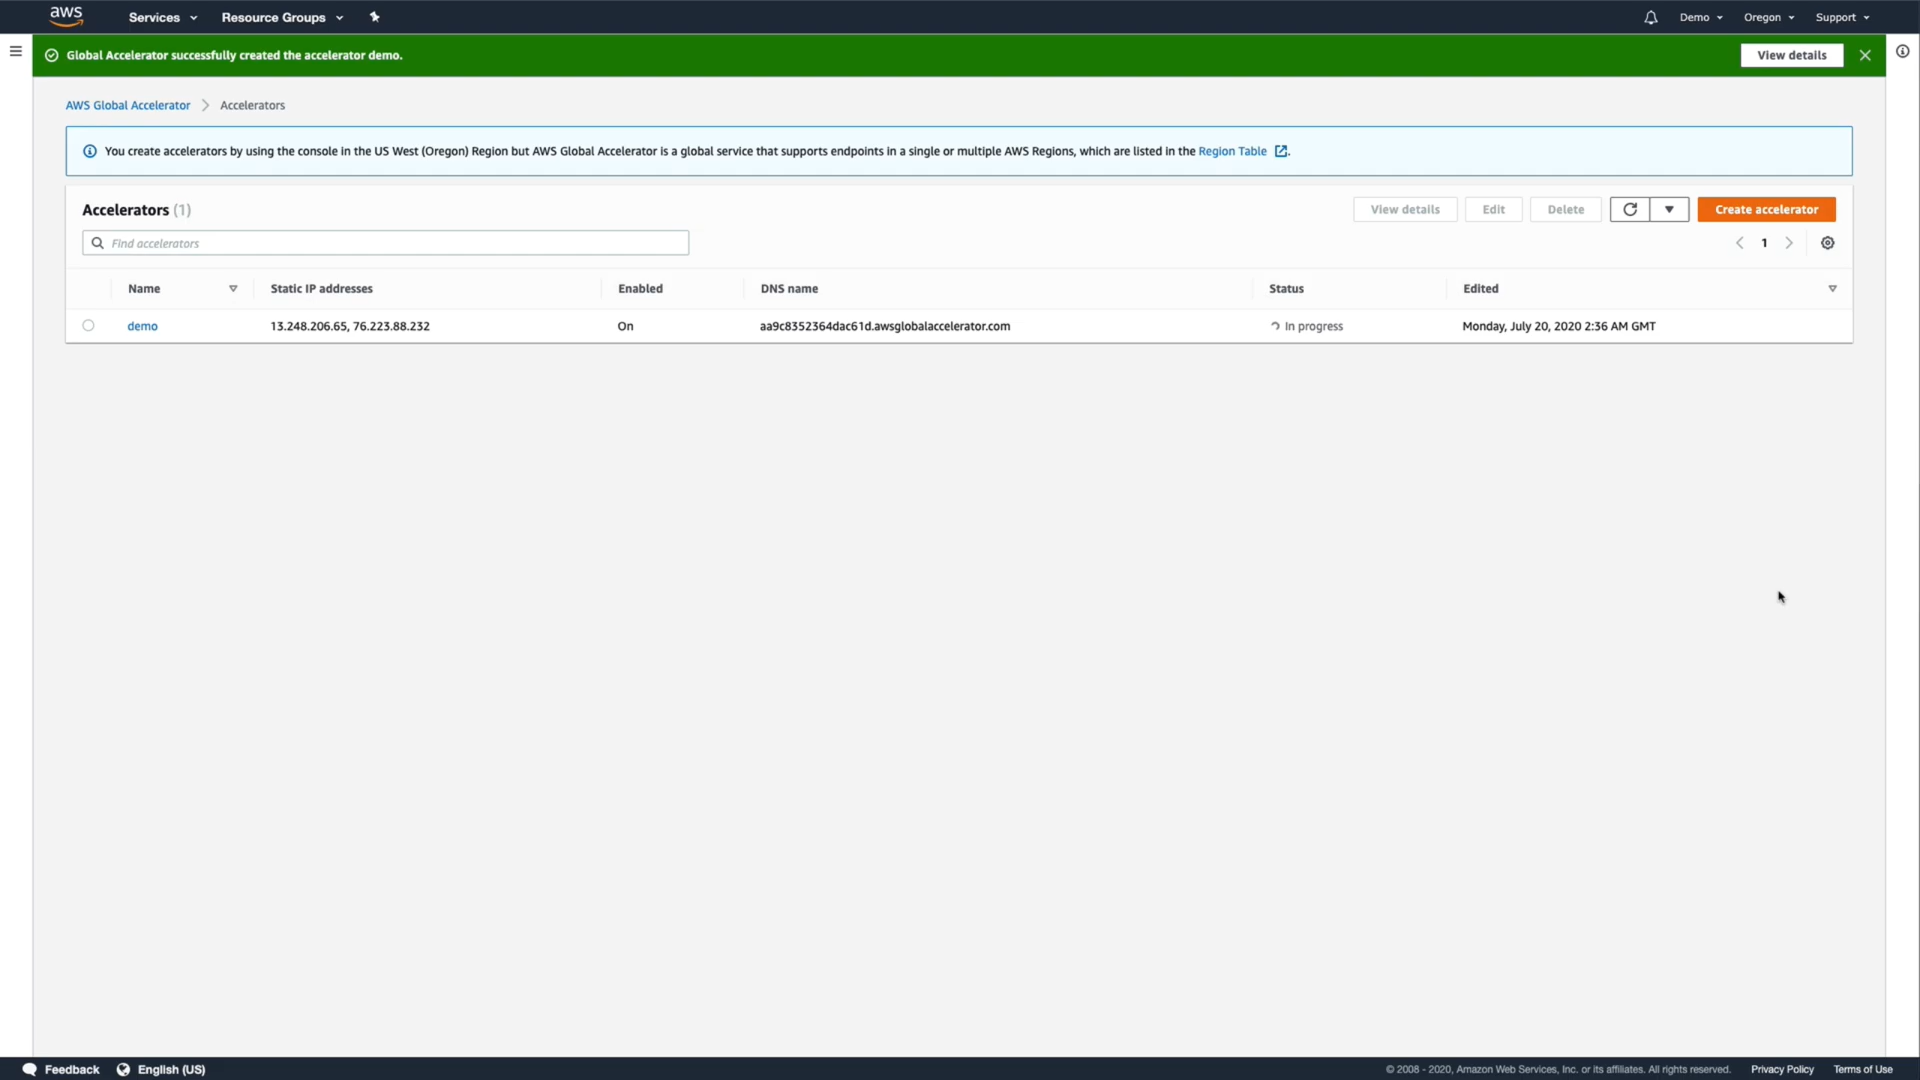 aws Services Resource Groups Demo Oregon Support
Global Accelerator successfully created the accelerator demo. View details
AWS Global Accelerator Accelerators
You create accelerators by using the console in the US West (Oregon) Region but AWS Global Accelerator is a global service that supports endpoints in a single or multiple AWS Regions, which are listed in the Region Table .
Accelerators (1) View details Edit Delete Create accelerator
Find accelerators 1
Name Static IP addresses Enabled DNS name Status Edited
demo 13.248.206.65, 76.223.88.232 On aa9c8352364dac61d.awsglobalaccelerator.com In progress Monday, July 20, 2020 2:36 AM GMT
Feedback English (US) © 2008 - 2020, Amazon Web Services, Inc. or its affiliates. All rights reserved. Privacy Policy Terms of Use